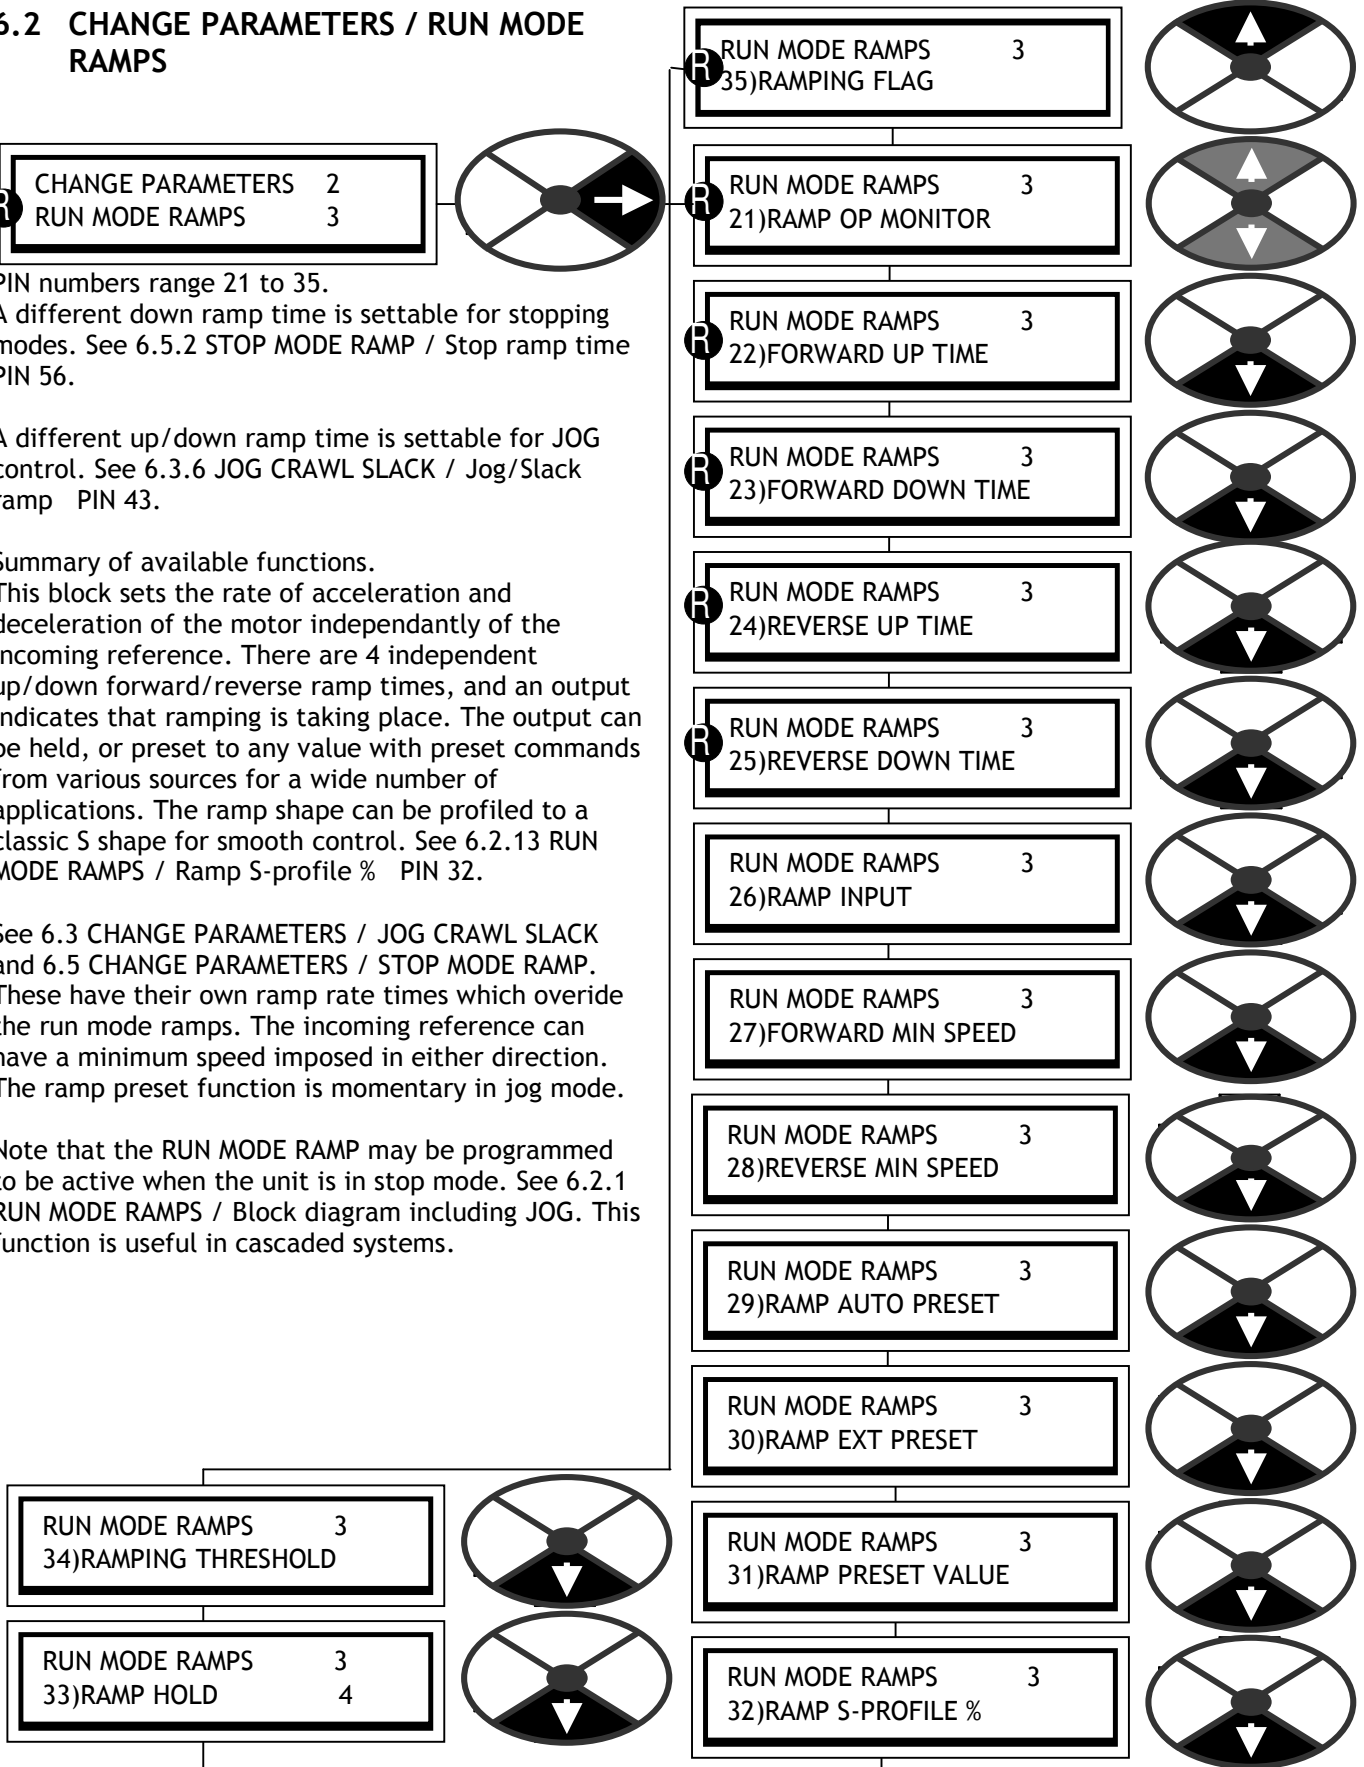 6.2 CHANGE PARAMETERS / RUN MODE
RAMPS
R
CHANGE PARAMETERS 2
RUN MODE RAMPS 3
PIN numbers range 21 to 35.
A different down ramp time is settable for stopping
modes. See 6.5.2 STOP MODE RAMP / Stop ramp time
PIN 56.
A different up/down ramp time is settable for JOG
control. See 6.3.6 JOG CRAWL SLACK / Jog/Slack
ramp PIN 43.
Summary of available functions.
This block sets the rate of acceleration and
deceleration of the motor independantly of the
incoming reference. There are 4 independent
up/down forward/reverse ramp times, and an output
indicates that ramping is taking place. The output can
be held, or preset to any value with preset commands
from various sources for a wide number of
applications. The ramp shape can be profiled to a
classic S shape for smooth control. See 6.2.13 RUN
MODE RAMPS / Ramp S-profile % PIN 32.
See 6.3 CHANGE PARAMETERS / JOG CRAWL SLACK
and 6.5 CHANGE PARAMETERS / STOP MODE RAMP.
These have their own ramp rate times which overide
the run mode ramps. The incoming reference can
have a minimum speed imposed in either direction.
The ramp preset function is momentary in jog mode.
Note that the RUN MODE RAMP may be programmed
to be active when the unit is in stop mode. See 6.2.1
RUN MODE RAMPS / Block diagram including JOG. This
function is useful in cascaded systems.
RUN MODE RAMPS 3
34)RAMPING THRESHOLD
RUN MODE RAMPS 3
33)RAMP HOLD 4
R
RUN MODE RAMPS 3
35)RAMPING FLAG
R
RUN MODE RAMPS 3
21)RAMP OP MONITOR
R
RUN MODE RAMPS 3
22)FORWARD UP TIME
R
RUN MODE RAMPS 3
23)FORWARD DOWN TIME
R
RUN MODE RAMPS 3
24)REVERSE UP TIME
R
RUN MODE RAMPS 3
25)REVERSE DOWN TIME
RUN MODE RAMPS 3
26)RAMP INPUT
RUN MODE RAMPS 3
27)FORWARD MIN SPEED
RUN MODE RAMPS 3
28)REVERSE MIN SPEED
RUN MODE RAMPS 3
29)RAMP AUTO PRESET
RUN MODE RAMPS 3
30)RAMP EXT PRESET
RUN MODE RAMPS 3
31)RAMP PRESET VALUE
RUN MODE RAMPS 3
32)RAMP S-PROFILE %